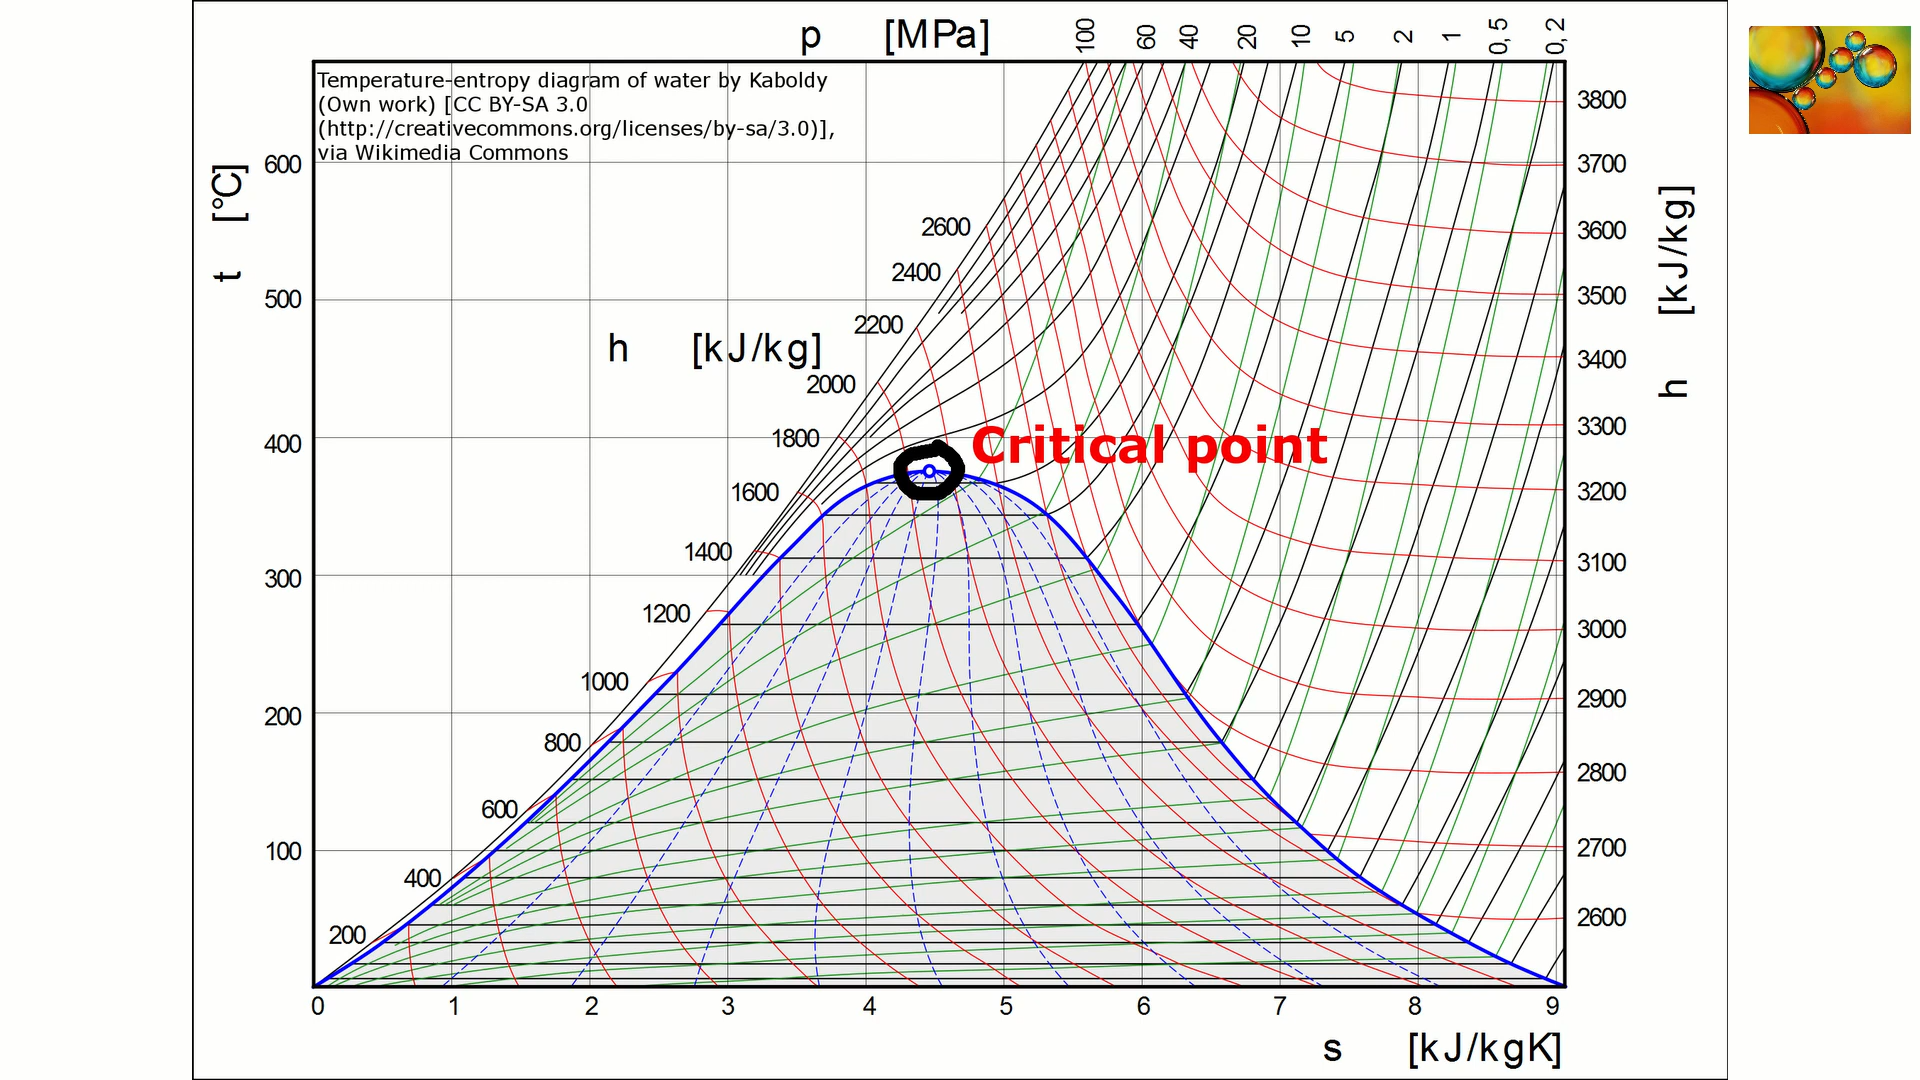 p [MPa]
100 60 40 20 10 5 2 1 0,5 0,2
Temperature-entropy diagram of water by Kaboldy
(Own work) [CC BY-SA 3.0
(http://creativecommons.org/licenses/by-sa/3.0)],
via Wikimedia Commons
t [°C]
600
500
400
300
200
100
h [kJ/kg]
2600
2400
2200
2000
1800
1600
1400
1200
1000
800
600
400
200
Critical point
3800
3700
3600
3500
3400
3300
3200
3100
3000
2900
2800
2700
2600
h [kJ/kg]
0 1 2 3 4 5 6 7 8 9
s [kJ/kgK]